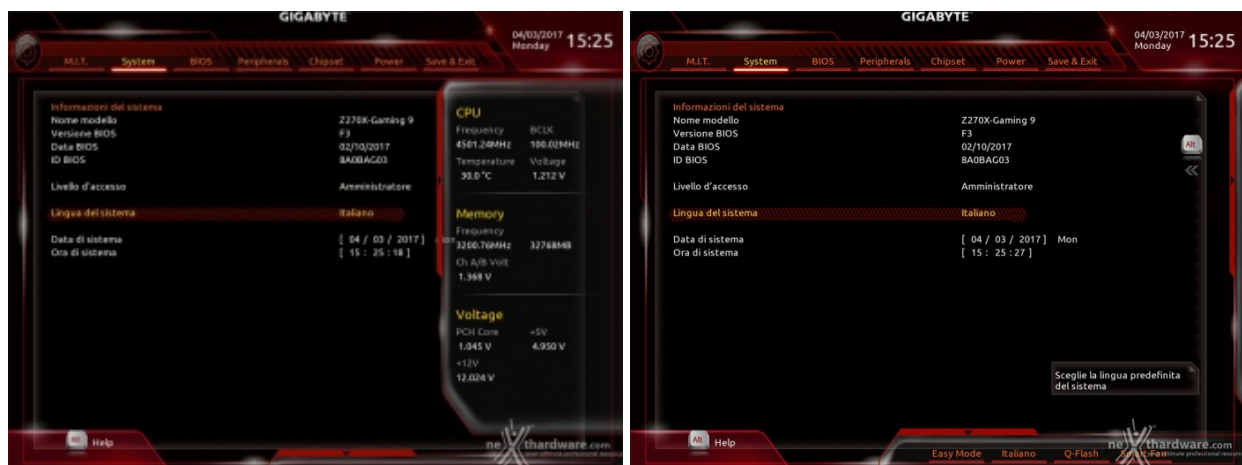 GIGABYTE
04/03/2017
Monday
15:25
M.I.T. System BIOS Peripherals Chipset Power Save & Exit
Informazioni del sistema
Nome modello Z270X-Gaming 9
Versione BIOS F3
Data BIOS 02/10/2017
ID BIOS 8A0BAG03
Livello d'accesso Amministratore
Lingua del sistema Italiano
Data di sistema [ 04 / 03 / 2017 ]
Ora di sistema [ 15 : 25 : 18 ]
CPU
Frequency BCLK
4501.24MHz 100.02MHz
Temperature Voltage
30.0 °C 1.212 V
Memory
Frequency
3200.76MHz 32768MB
Ch A/B Volt
1.368 V
Voltage
PCH Core +5V
1.045 V 4.950 V
+12V
12.024 V
Alt Help
nexthardware.com
GIGABYTE
04/03/2017
Monday
15:25
M.I.T. System BIOS Peripherals Chipset Power Save & Exit
Informazioni del sistema
Nome modello Z270X-Gaming 9
Versione BIOS F3
Data BIOS 02/10/2017
ID BIOS 8A0BAG03
Alt
Livello d'accesso Amministratore
Lingua del sistema Italiano
Data di sistema [ 04 / 03 / 2017 ] Mon
Ora di sistema [ 15 : 25 : 27 ]
Sceglie la lingua predefinita
del sistema
Alt Help
Easy Mode Italiano Q-Flash Smart Fan
nexthardware.com